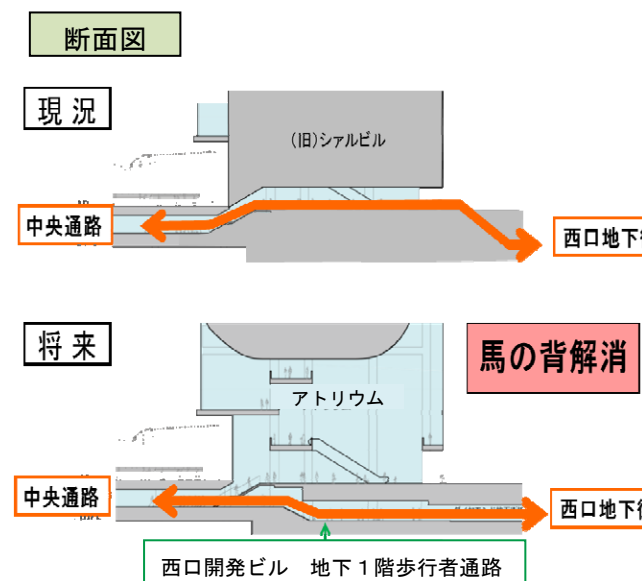 断面図
現況
(旧)シァルビル
中央通路
西口地下
将来
馬の背解消
アトリウム
中央通路
西口地下
西口開発ビル 地下1階歩行者通路